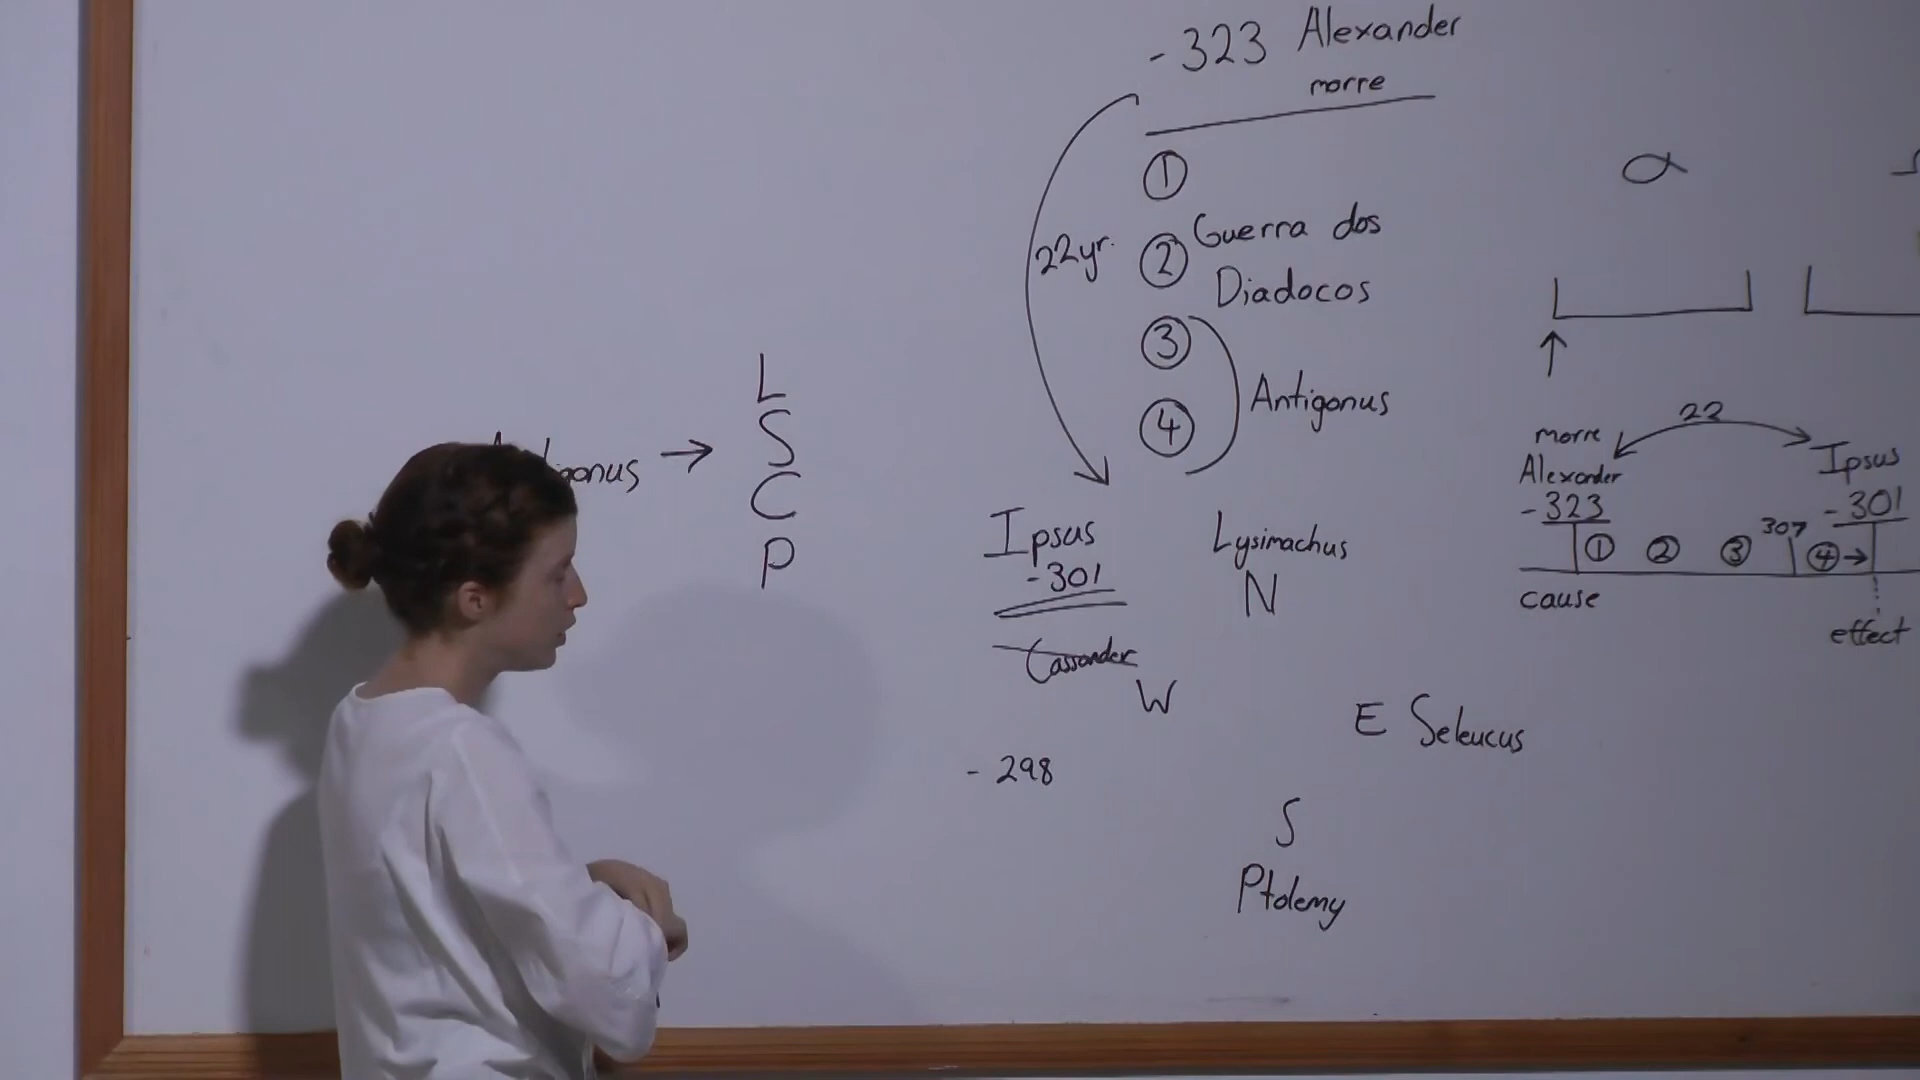 -323 Alexander
morre
①
22yr.
② Guerra dos
Diadocos
③
④
Antigonus
L
S
C
P
Ipsus
-301
Lysimachus
N
Cassander
W
E Seleucus
-298
S
Ptolemy
α
22
morre
Alexander
-323
Ipsus
-301
① ② ③ 307 ④→
cause
effect